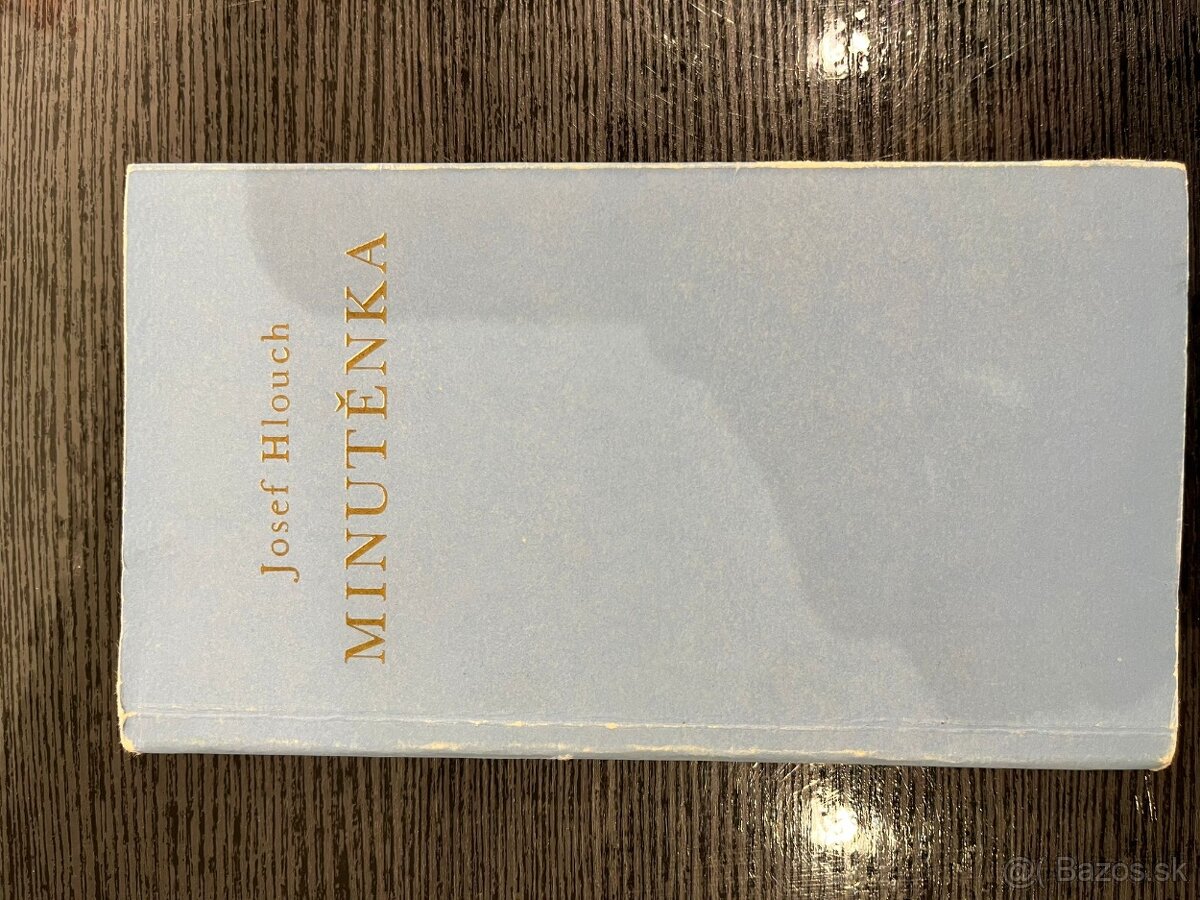 Josef Hlouch
MINUTĚNKA
@( Bazos.sk